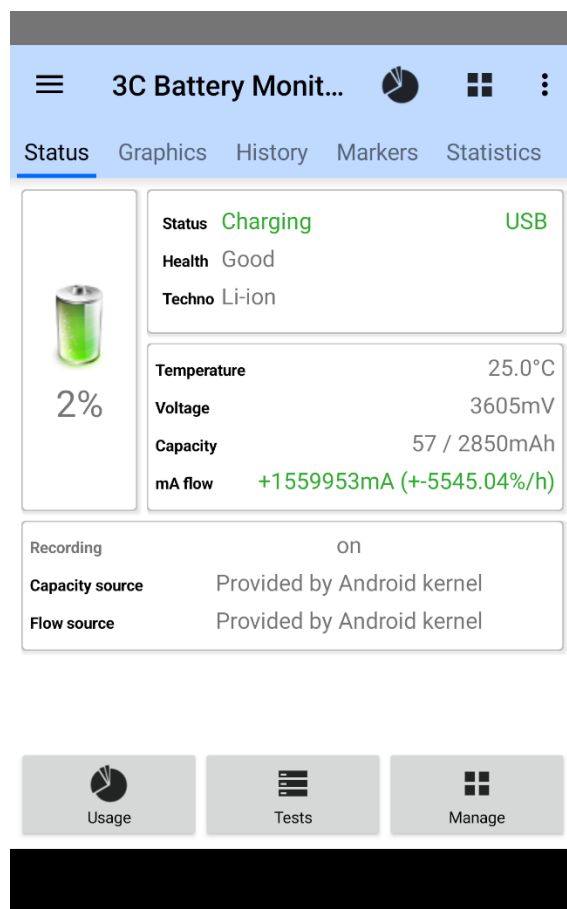 3C Battery Monit...
Status Graphics History Markers Statistics
Status Charging USB
Health Good
Techno Li-ion
2%
Temperature 25.0°C
Voltage 3605mV
Capacity 57 / 2850mAh
mA flow +1559953mA (+-5545.04%/h)
Recording on
Capacity source Provided by Android kernel
Flow source Provided by Android kernel
Usage Tests Manage